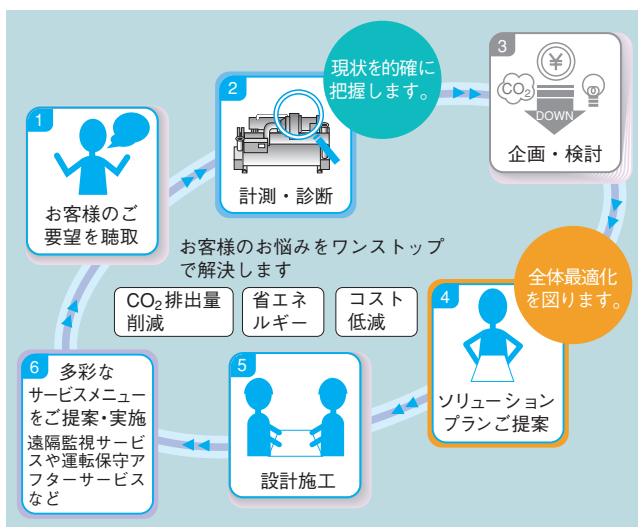 1
お客様のご
要望を聴取
2
計測・診断
現状を的確に
把握します。
3
¥
CO₂
DOWN
企画・検討
お客様のお悩みをワンストップ
で解決します
CO₂排出量
削減
省エネ
ルギー
コスト
低減
全体最適化
を図ります。
4
ソリューション
プランご提案
5
設計施工
6
多彩な
サービスメニュー
をご提案・実施
遠隔監視サービ
スや運転保守ア
フターサービス
など